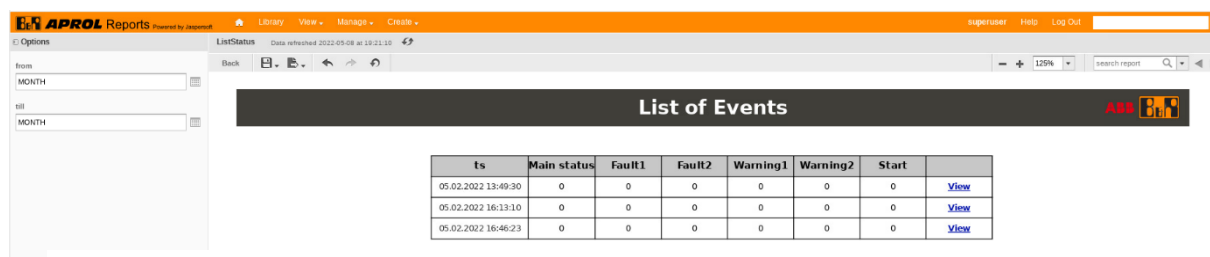 B&R APROL Reports Powered by Jaspersoft Library View Manage Create superuser Help Log Out
Options
ListStatus Data refreshed 2022-05-08 at 19:21:10
Back 125% search report
from
MONTH
till
MONTH
List of Events ABB B&R
ts Main status Fault1 Fault2 Warning1 Warning2 Start
05.02.2022 13:49:30 0 0 0 0 0 0 View
05.02.2022 16:13:10 0 0 0 0 0 0 View
05.02.2022 16:46:23 0 0 0 0 0 0 View